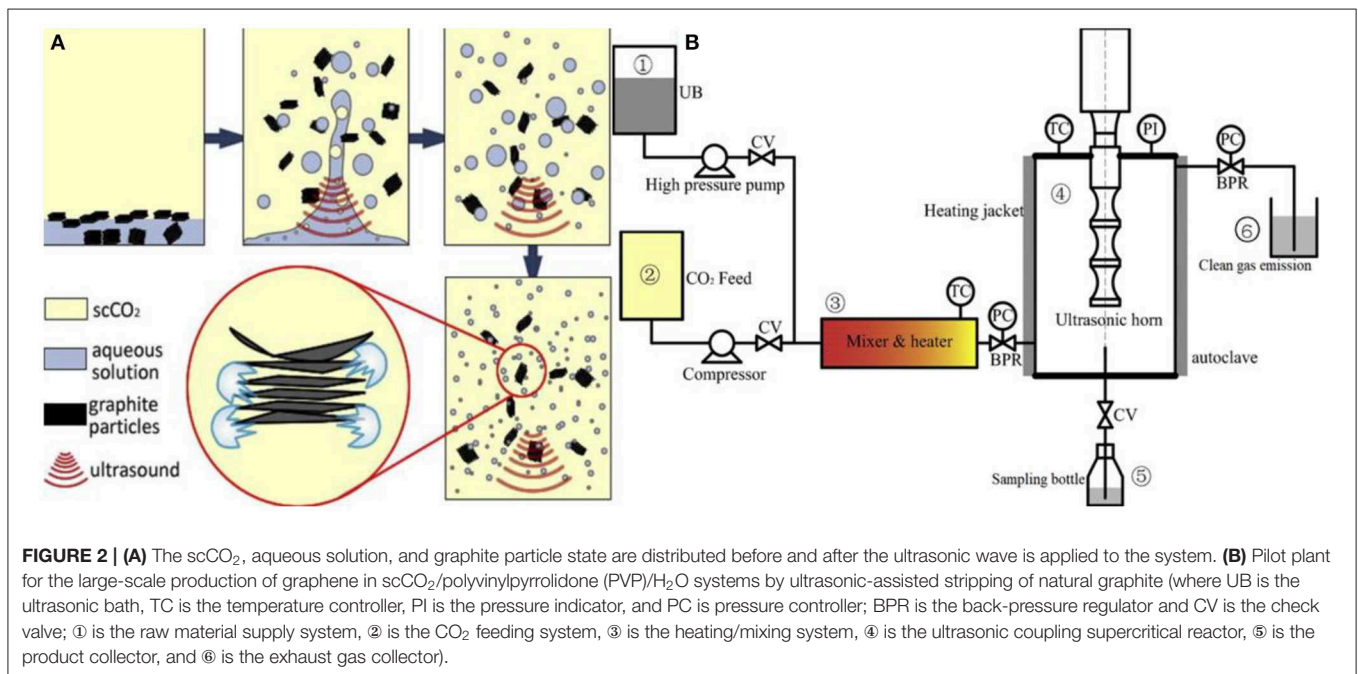 A
scCO₂
aqueous
solution
graphite
particles
ultrasound
B
①
UB
CV
High pressure pump
②
CO₂ Feed
CV
Compressor
③
TC
Mixer & heater
PC
BPR
TC
PI
PC
BPR
④
Heating jacket
Ultrasonic horn
autoclave
⑥
Clean gas emission
CV
Sampling bottle
⑤
FIGURE 2 | (A) The scCO₂, aqueous solution, and graphite particle state are distributed before and after the ultrasonic wave is applied to the system. (B) Pilot plant
for the large-scale production of graphene in scCO₂/polyvinylpyrrolidone (PVP)/H₂O systems by ultrasonic-assisted stripping of natural graphite (where UB is the
ultrasonic bath, TC is the temperature controller, PI is the pressure indicator, and PC is pressure controller; BPR is the back-pressure regulator and CV is the check
valve; ① is the raw material supply system, ② is the CO₂ feeding system, ③ is the heating/mixing system, ④ is the ultrasonic coupling supercritical reactor, ⑤ is the
product collector, and ⑥ is the exhaust gas collector).